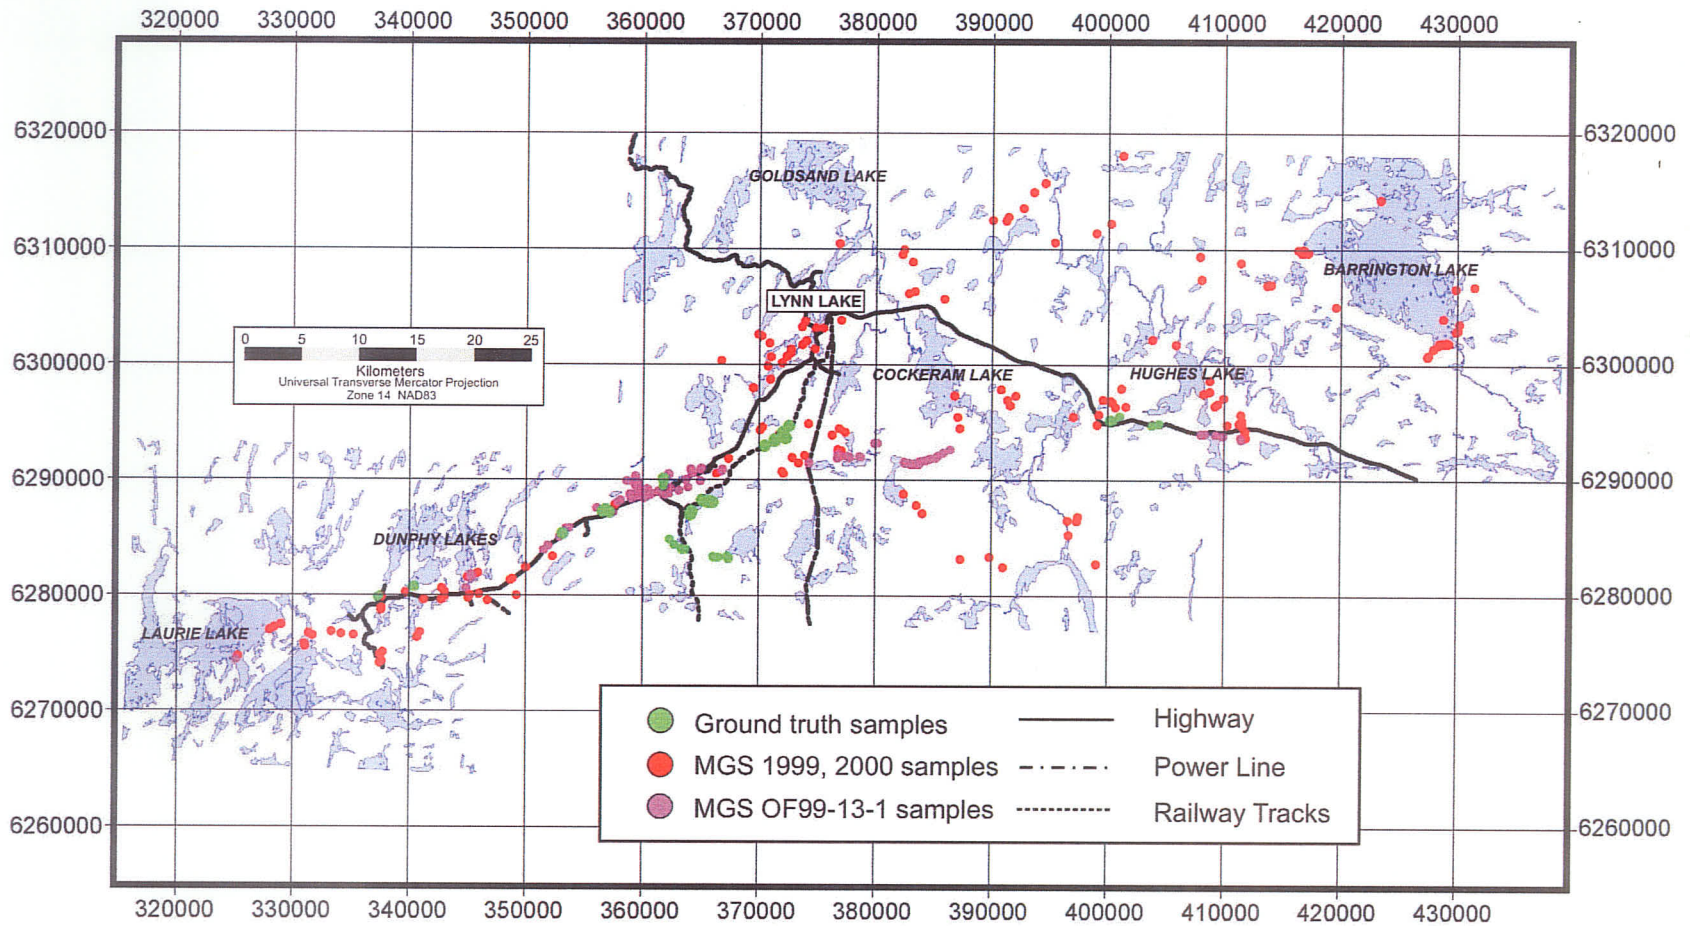 320000 330000 340000 350000 360000 370000 380000 390000 400000 410000 420000 430000
6320000 6320000
GOLDSAND LAKE
6310000 6310000
BARRINGTON LAKE
LYNN LAKE
0 5 10 15 20 25
Kilometers
Universal Transverse Mercator Projection
Zone 14 NAD83
6300000 6300000
COCKERAM LAKE
HUGHES LAKE
6290000 6290000
DUNPHY LAKES
6280000 6280000
LAURIE LAKE
6270000 6270000
Ground truth samples
Highway
MGS 1999, 2000 samples
Power Line
MGS OF99-13-1 samples
Railway Tracks
6260000 6260000
320000 330000 340000 350000 360000 370000 380000 390000 400000 410000 420000 430000